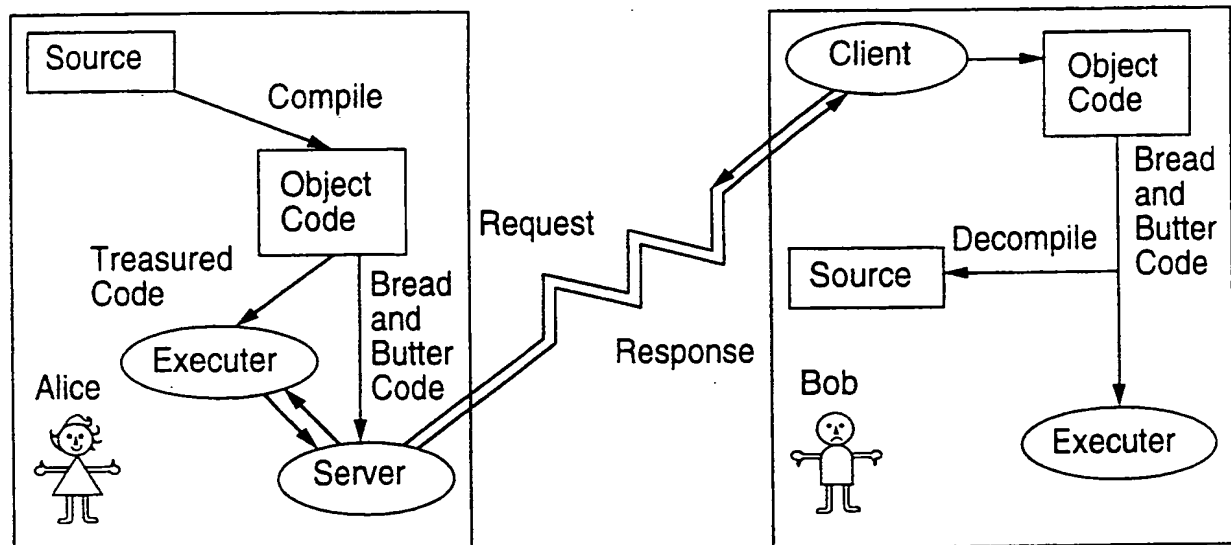 Source
Compile
Object
Code
Treasured
Code
Bread
and
Butter
Code
Executer
Alice
Server
Request
Response
Client
Object
Code
Bread
and
Butter
Code
Decompile
Source
Bob
Executer